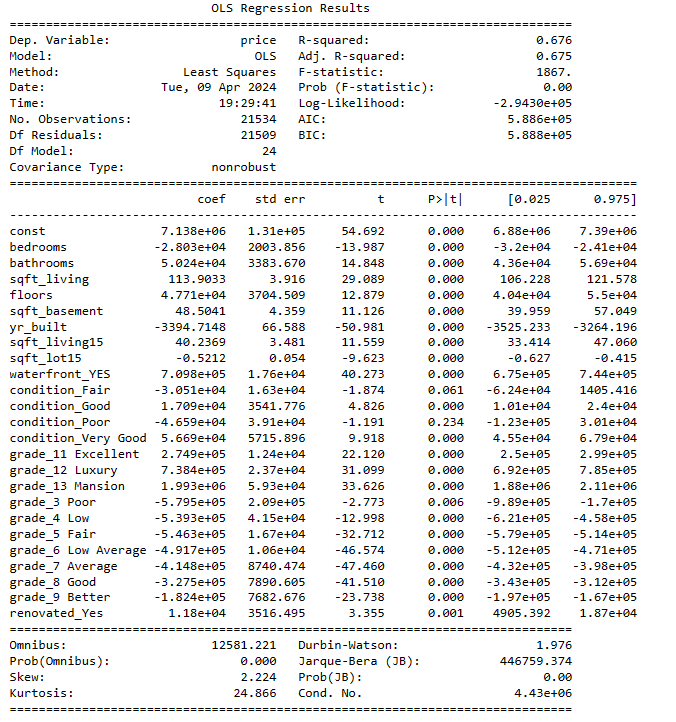 OLS Regression Results
==============================================================================
Dep. Variable: price R-squared: 0.676
Model: OLS Adj. R-squared: 0.675
Method: Least Squares F-statistic: 1867.
Date: Tue, 09 Apr 2024 Prob (F-statistic): 0.00
Time: 19:29:41 Log-Likelihood: -2.9430e+05
No. Observations: 21534 AIC: 5.886e+05
Df Residuals: 21509 BIC: 5.888e+05
Df Model: 24
Covariance Type: nonrobust
=======================================================================================
coef std err t P>|t| [0.025 0.975]
---------------------------------------------------------------------------------------
const 7.138e+06 1.31e+05 54.692 0.000 6.88e+06 7.39e+06
bedrooms -2.803e+04 2003.856 -13.987 0.000 -3.2e+04 -2.41e+04
bathrooms 5.024e+04 3383.670 14.848 0.000 4.36e+04 5.69e+04
sqft_living 113.9033 3.916 29.089 0.000 106.228 121.578
floors 4.771e+04 3704.509 12.879 0.000 4.04e+04 5.5e+04
sqft_basement 48.5041 4.359 11.126 0.000 39.959 57.049
yr_built -3394.7148 66.588 -50.981 0.000 -3525.233 -3264.196
sqft_living15 40.2369 3.481 11.559 0.000 33.414 47.060
sqft_lot15 -0.5212 0.054 -9.623 0.000 -0.627 -0.415
waterfront_YES 7.098e+05 1.76e+04 40.273 0.000 6.75e+05 7.44e+05
condition_Fair -3.051e+04 1.63e+04 -1.874 0.061 -6.24e+04 1405.416
condition_Good 1.709e+04 3541.776 4.826 0.000 1.01e+04 2.4e+04
condition_Poor -4.659e+04 3.91e+04 -1.191 0.234 -1.23e+05 3.01e+04
condition_Very Good 5.669e+04 5715.896 9.918 0.000 4.55e+04 6.79e+04
grade_11 Excellent 2.749e+05 1.24e+04 22.120 0.000 2.5e+05 2.99e+05
grade_12 Luxury 7.384e+05 2.37e+04 31.099 0.000 6.92e+05 7.85e+05
grade_13 Mansion 1.993e+06 5.93e+04 33.626 0.000 1.88e+06 2.11e+06
grade_3 Poor -5.795e+05 2.09e+05 -2.773 0.006 -9.89e+05 -1.7e+05
grade_4 Low -5.393e+05 4.15e+04 -12.998 0.000 -6.21e+05 -4.58e+05
grade_5 Fair -5.463e+05 1.67e+04 -32.712 0.000 -5.79e+05 -5.14e+05
grade_6 Low Average -4.917e+05 1.06e+04 -46.574 0.000 -5.12e+05 -4.71e+05
grade_7 Average -4.148e+05 8740.474 -47.460 0.000 -4.32e+05 -3.98e+05
grade_8 Good -3.275e+05 7890.605 -41.510 0.000 -3.43e+05 -3.12e+05
grade_9 Better -1.824e+05 7682.676 -23.738 0.000 -1.97e+05 -1.67e+05
renovated_Yes 1.18e+04 3516.495 3.355 0.001 4905.392 1.87e+04
==============================================================================
Omnibus: 12581.221 Durbin-Watson: 1.976
Prob(Omnibus): 0.000 Jarque-Bera (JB): 446759.374
Skew: 2.224 Prob(JB): 0.00
Kurtosis: 24.866 Cond. No. 4.43e+06
==============================================================================